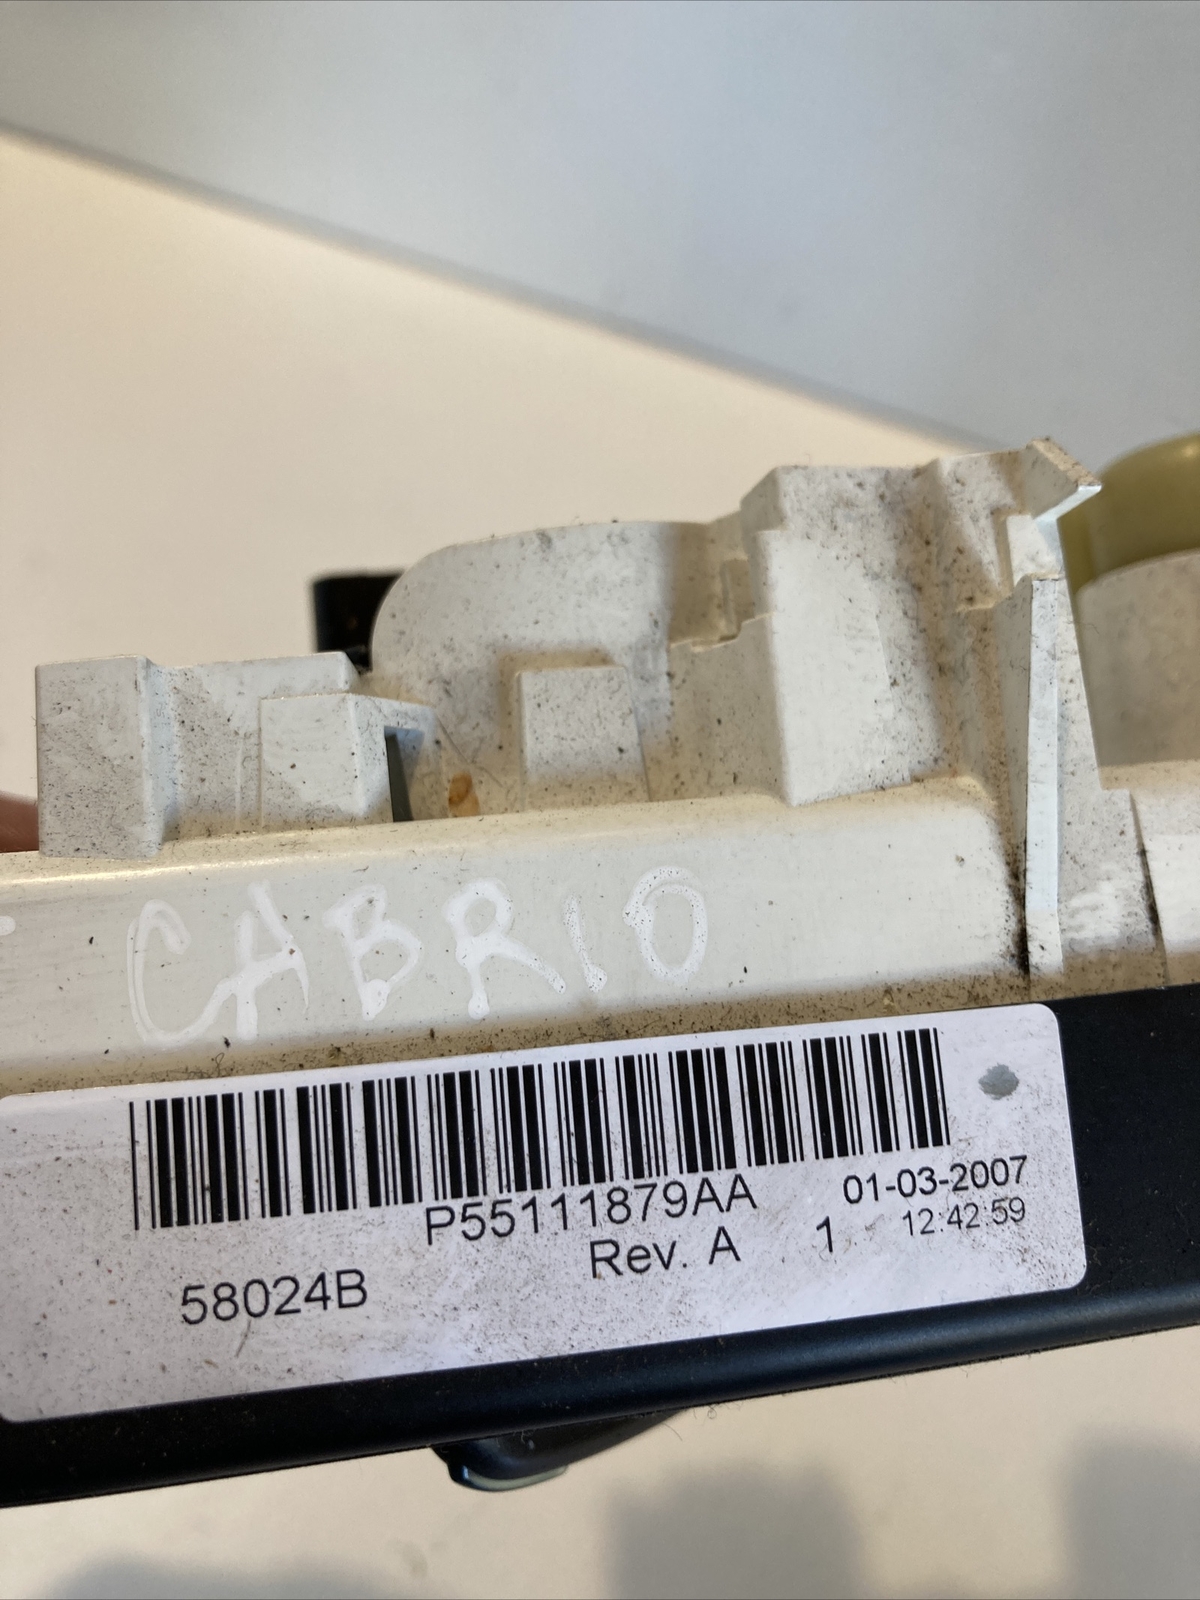 CABRIO
P55111879AA
01-03-2007
Rev. A
1
12:42:59
58024B